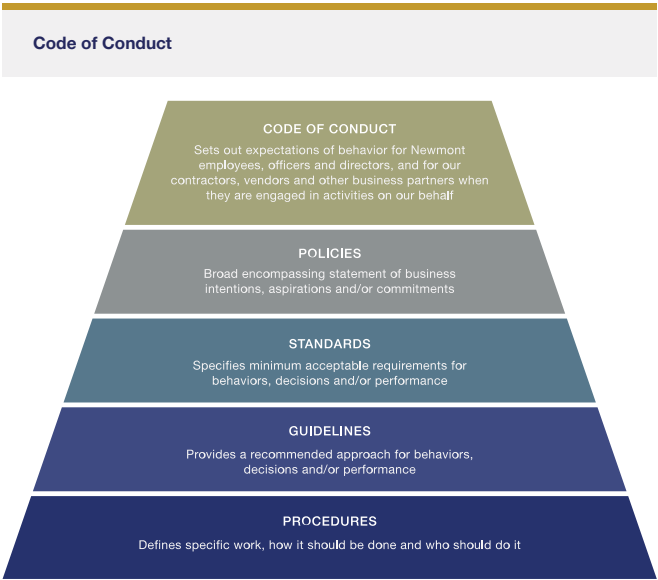 Code of Conduct
CODE OF CONDUCT
Sets out expectations of behavior for Newmont
employees, officers and directors, and for our
contractors, vendors and other business partners when
they are engaged in activities on our behalf
POLICIES
Broad encompassing statement of business
intentions, aspirations and/or commitments
STANDARDS
Specifies minimum acceptable requirements for
behaviors, decisions and/or performance
GUIDELINES
Provides a recommended approach for behaviors,
decisions and/or performance
PROCEDURES
Defines specific work, how it should be done and who should do it